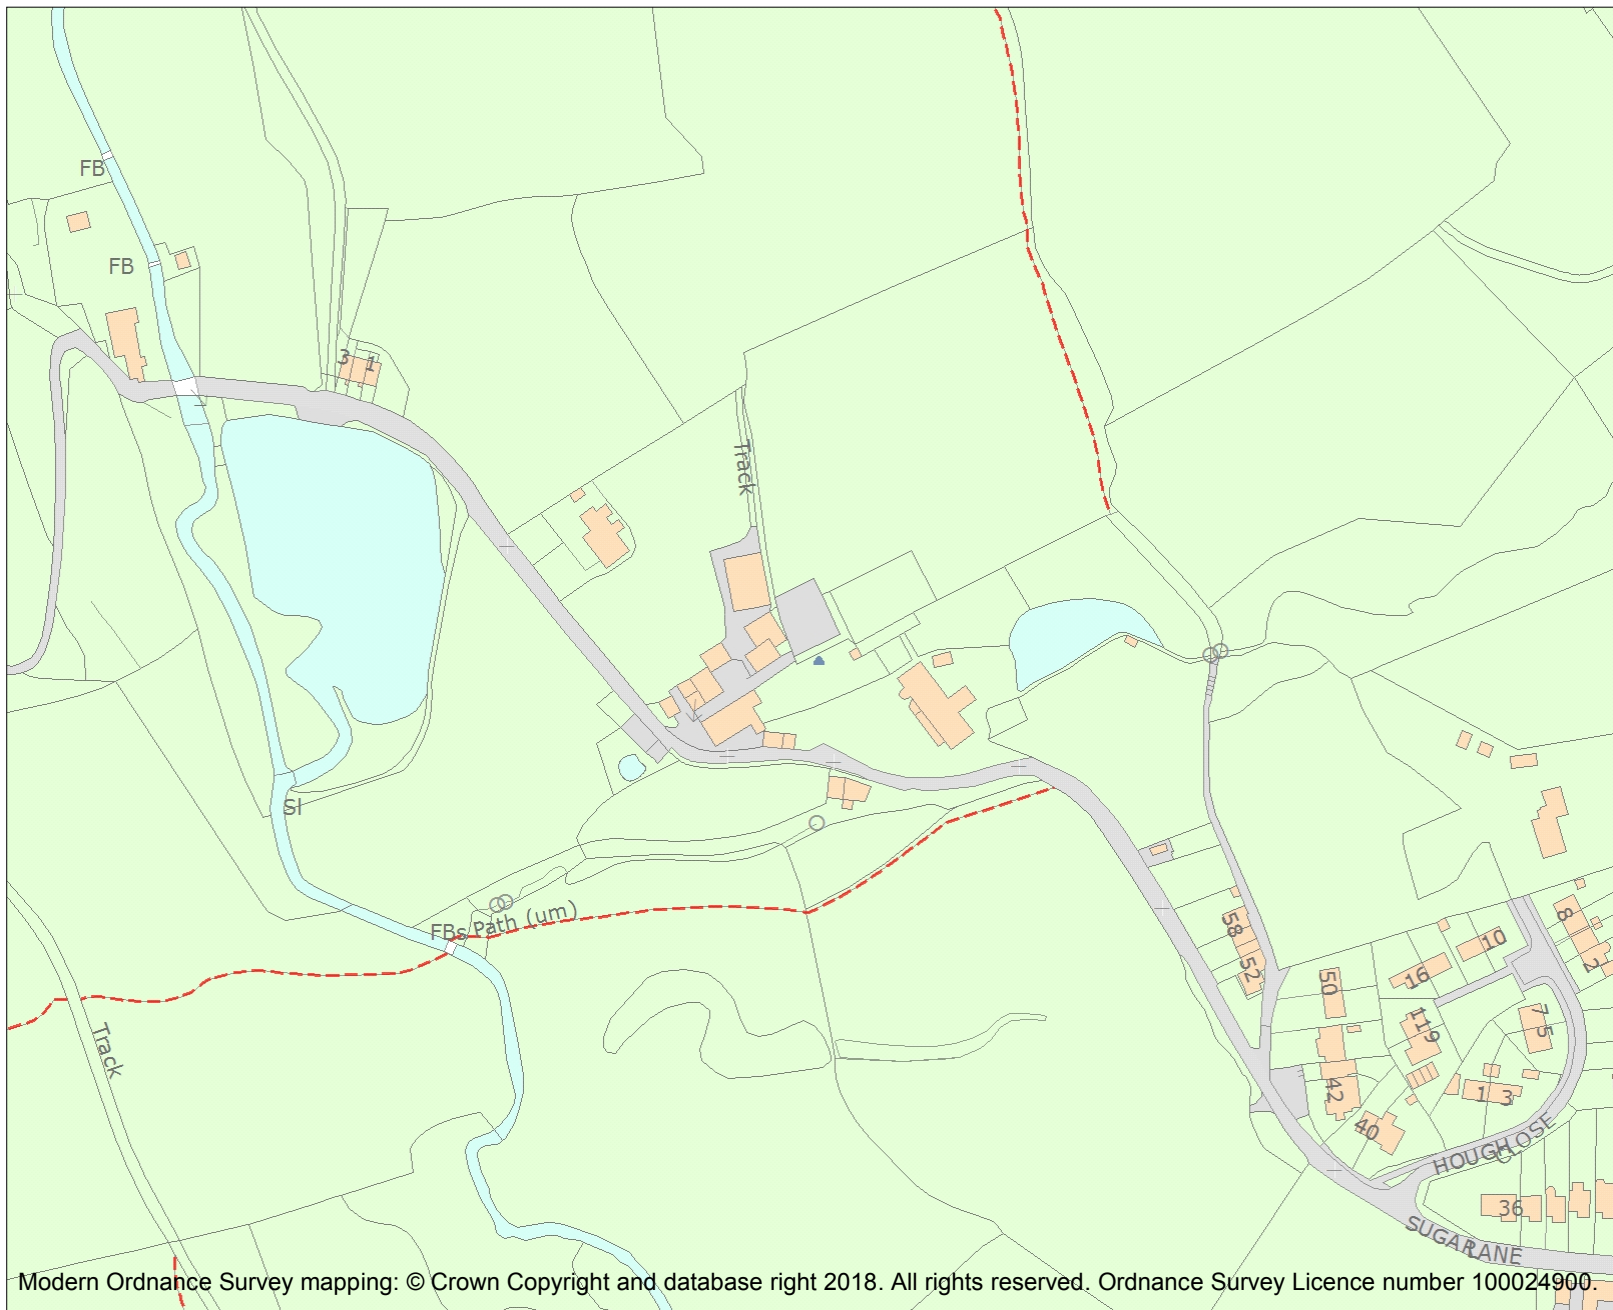 FB
FB
3
1
Track
Sl
FBs Path (um)
Track
58
52
50
42
40
16
10
8
2
119
7 5
1 3
HOUGH CLOSE
36
SUGAR LANE
Modern Ordnance Survey mapping: © Crown Copyright and database right 2018. All rights reserved. Ordnance Survey Licence number 100024900.